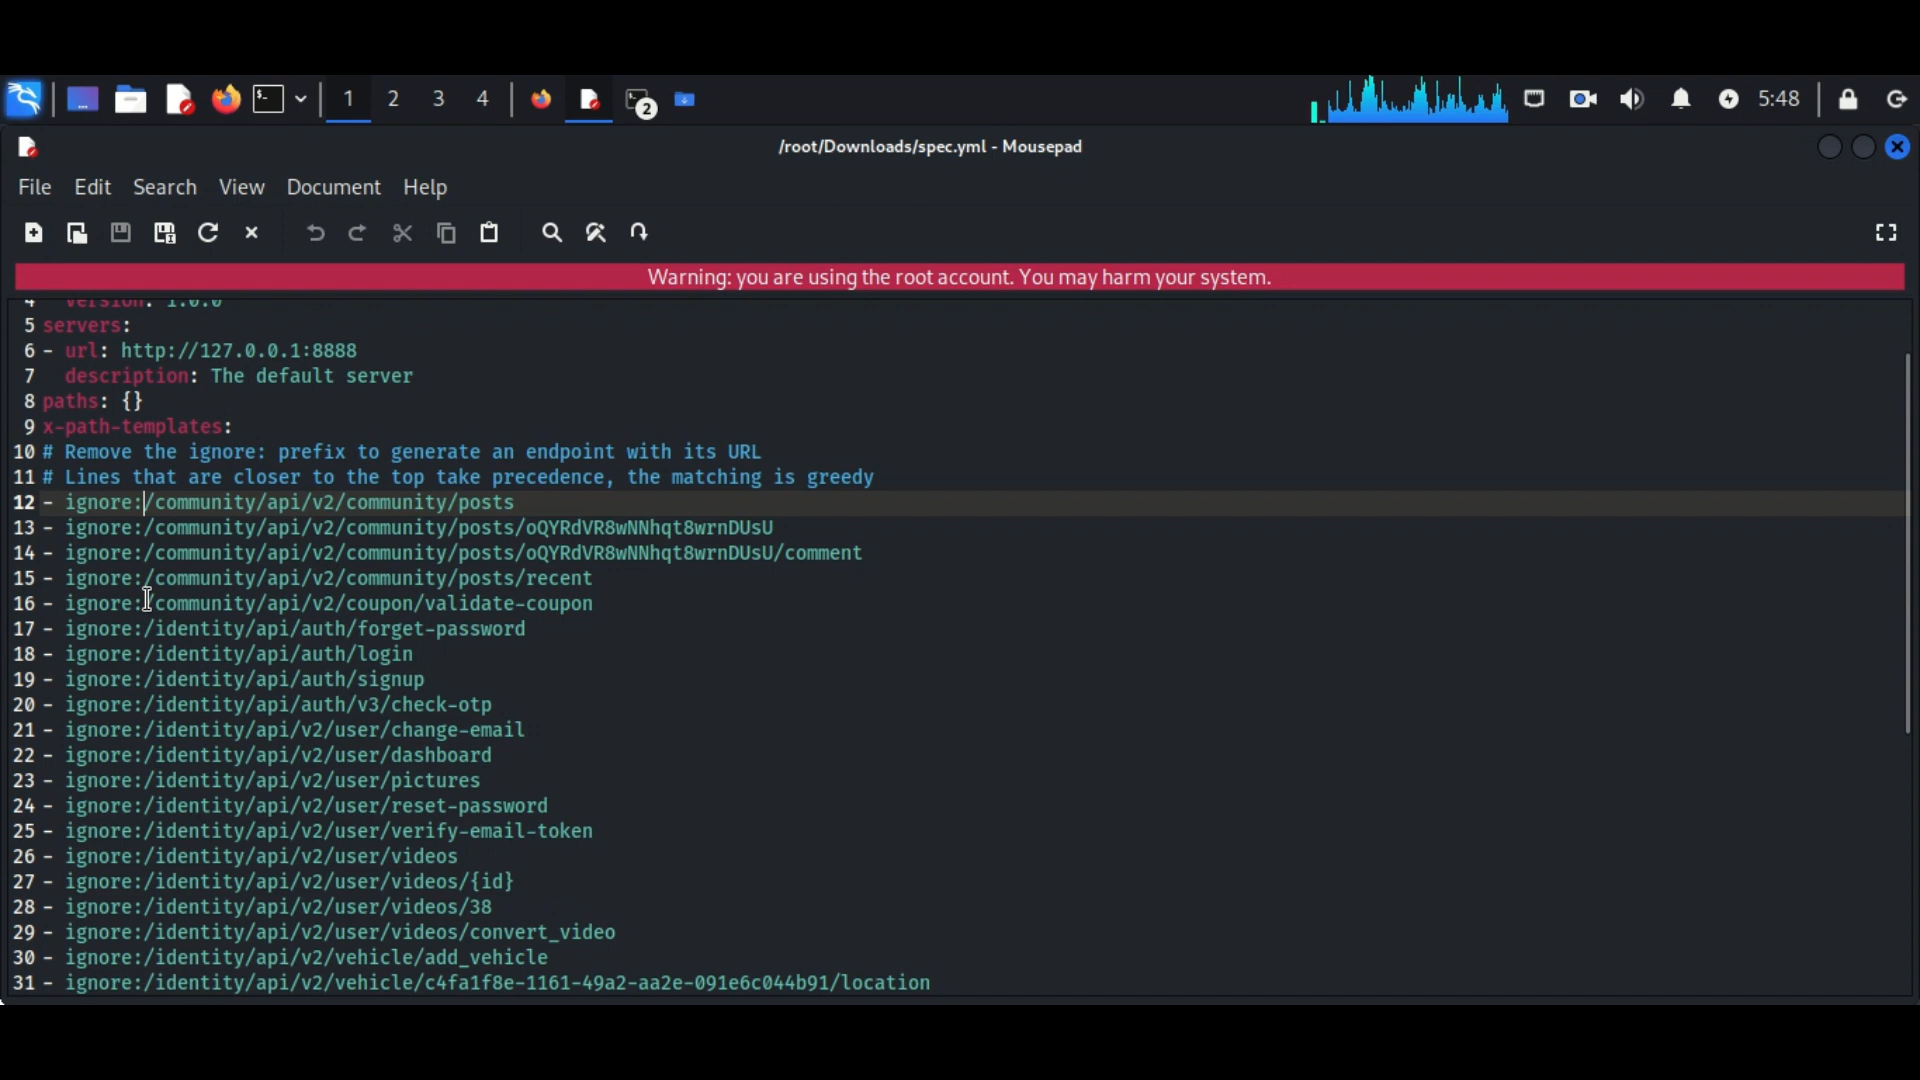 1 2 3 4 2 5:48
/root/Downloads/spec.yml - Mousepad
File Edit Search View Document Help
Warning: you are using the root account. You may harm your system.
4 version: 1.0.0
5 servers:
6 - url: http://127.0.0.1:8888
7 description: The default server
8 paths: {}
9 x-path-templates:
10 # Remove the ignore: prefix to generate an endpoint with its URL
11 # Lines that are closer to the top take precedence, the matching is greedy
12 - ignore:/community/api/v2/community/posts
13 - ignore:/community/api/v2/community/posts/oQYRdVR8wNNhqt8wrnDUsU
14 - ignore:/community/api/v2/community/posts/oQYRdVR8wNNhqt8wrnDUsU/comment
15 - ignore:/community/api/v2/community/posts/recent
16 - ignore:/community/api/v2/coupon/validate-coupon
17 - ignore:/identity/api/auth/forget-password
18 - ignore:/identity/api/auth/login
19 - ignore:/identity/api/auth/signup
20 - ignore:/identity/api/auth/v3/check-otp
21 - ignore:/identity/api/v2/user/change-email
22 - ignore:/identity/api/v2/user/dashboard
23 - ignore:/identity/api/v2/user/pictures
24 - ignore:/identity/api/v2/user/reset-password
25 - ignore:/identity/api/v2/user/verify-email-token
26 - ignore:/identity/api/v2/user/videos
27 - ignore:/identity/api/v2/user/videos/{id}
28 - ignore:/identity/api/v2/user/videos/38
29 - ignore:/identity/api/v2/user/videos/convert_video
30 - ignore:/identity/api/v2/vehicle/add_vehicle
31 - ignore:/identity/api/v2/vehicle/c4fa1f8e-1161-49a2-aa2e-091e6c044b91/location